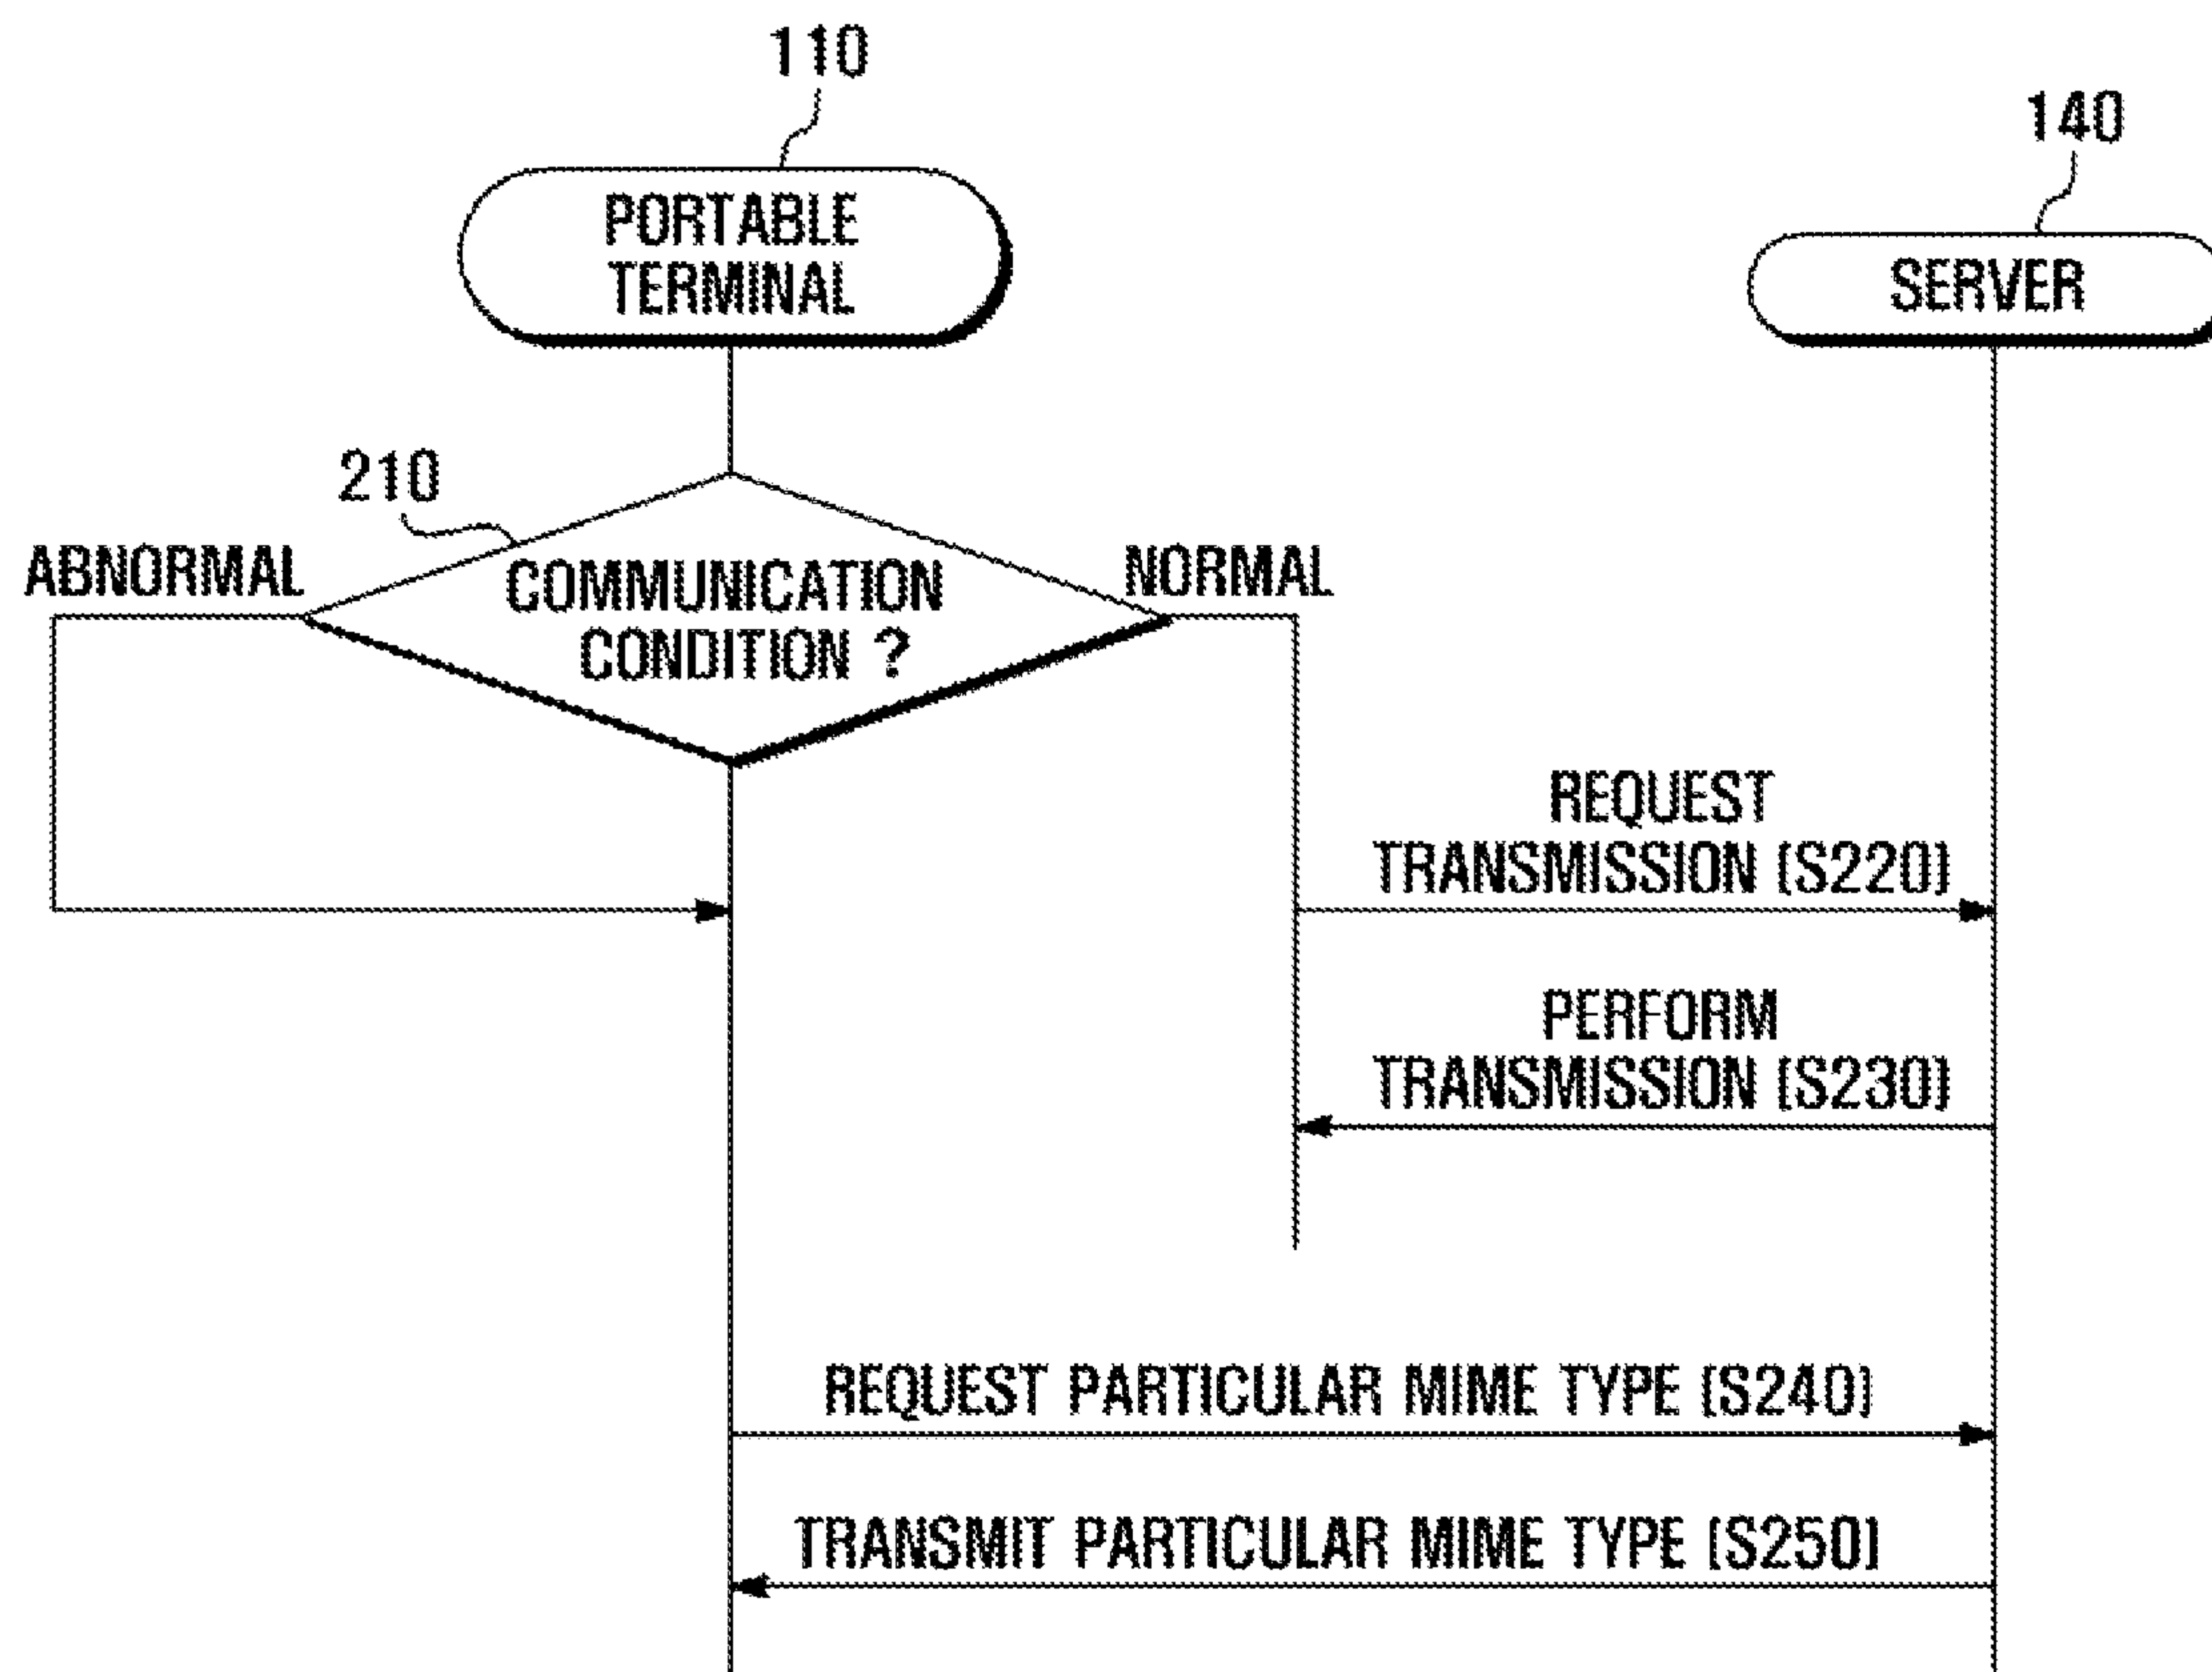 110
140
PORTABLE
TERMINAL
SERVER
210
ABNORMAL
COMMUNICATION
CONDITION ?
NORMAL
REQUEST
TRANSMISSION (S220)
PERFORM
TRANSMISSION (S230)
REQUEST PARTICULAR MIME TYPE (S240)
TRANSMIT PARTICULAR MIME TYPE (S250)